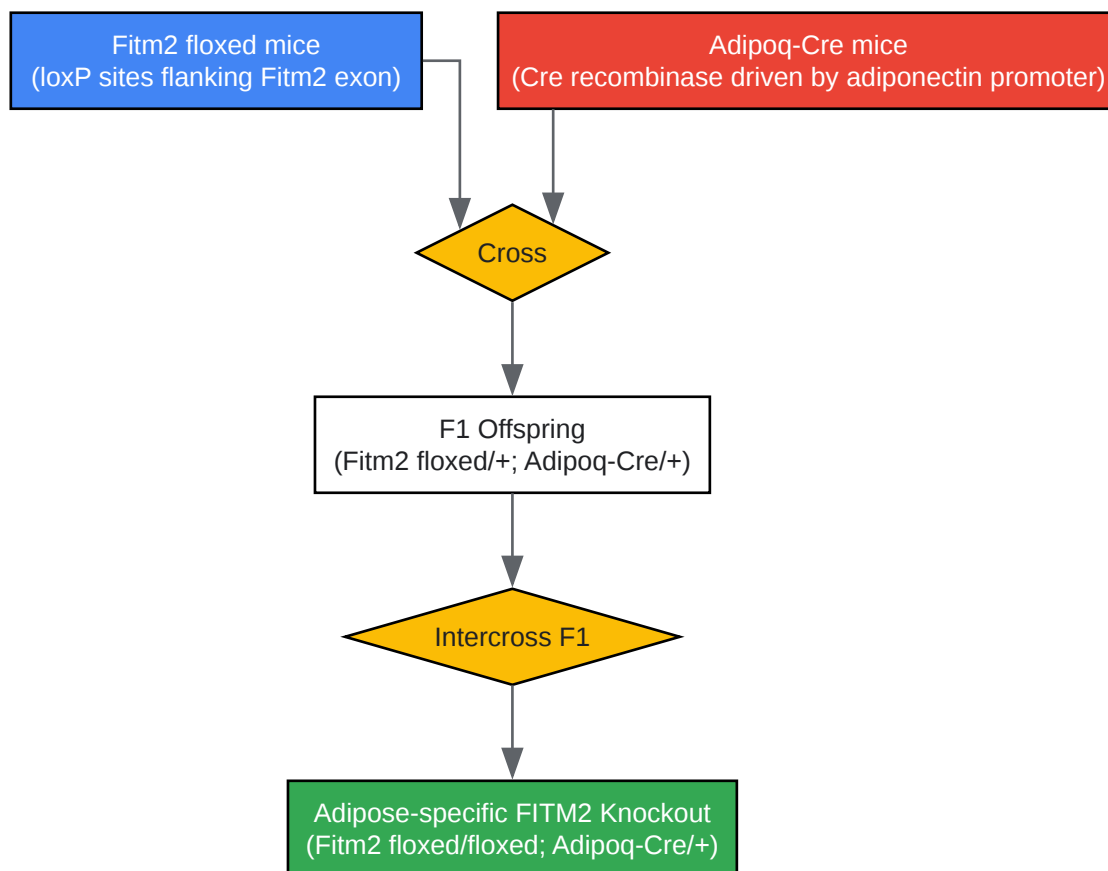 Fitm2 floxed mice
(loxP sites flanking Fitm2 exon)
Adipoq-Cre mice
(Cre recombinase driven by adiponectin promoter)
Cross
F1 Offspring
(Fitm2 floxed/+; Adipoq-Cre/+)
Intercross F1
Adipose-specific FITM2 Knockout
(Fitm2 floxed/floxed; Adipoq-Cre/+)